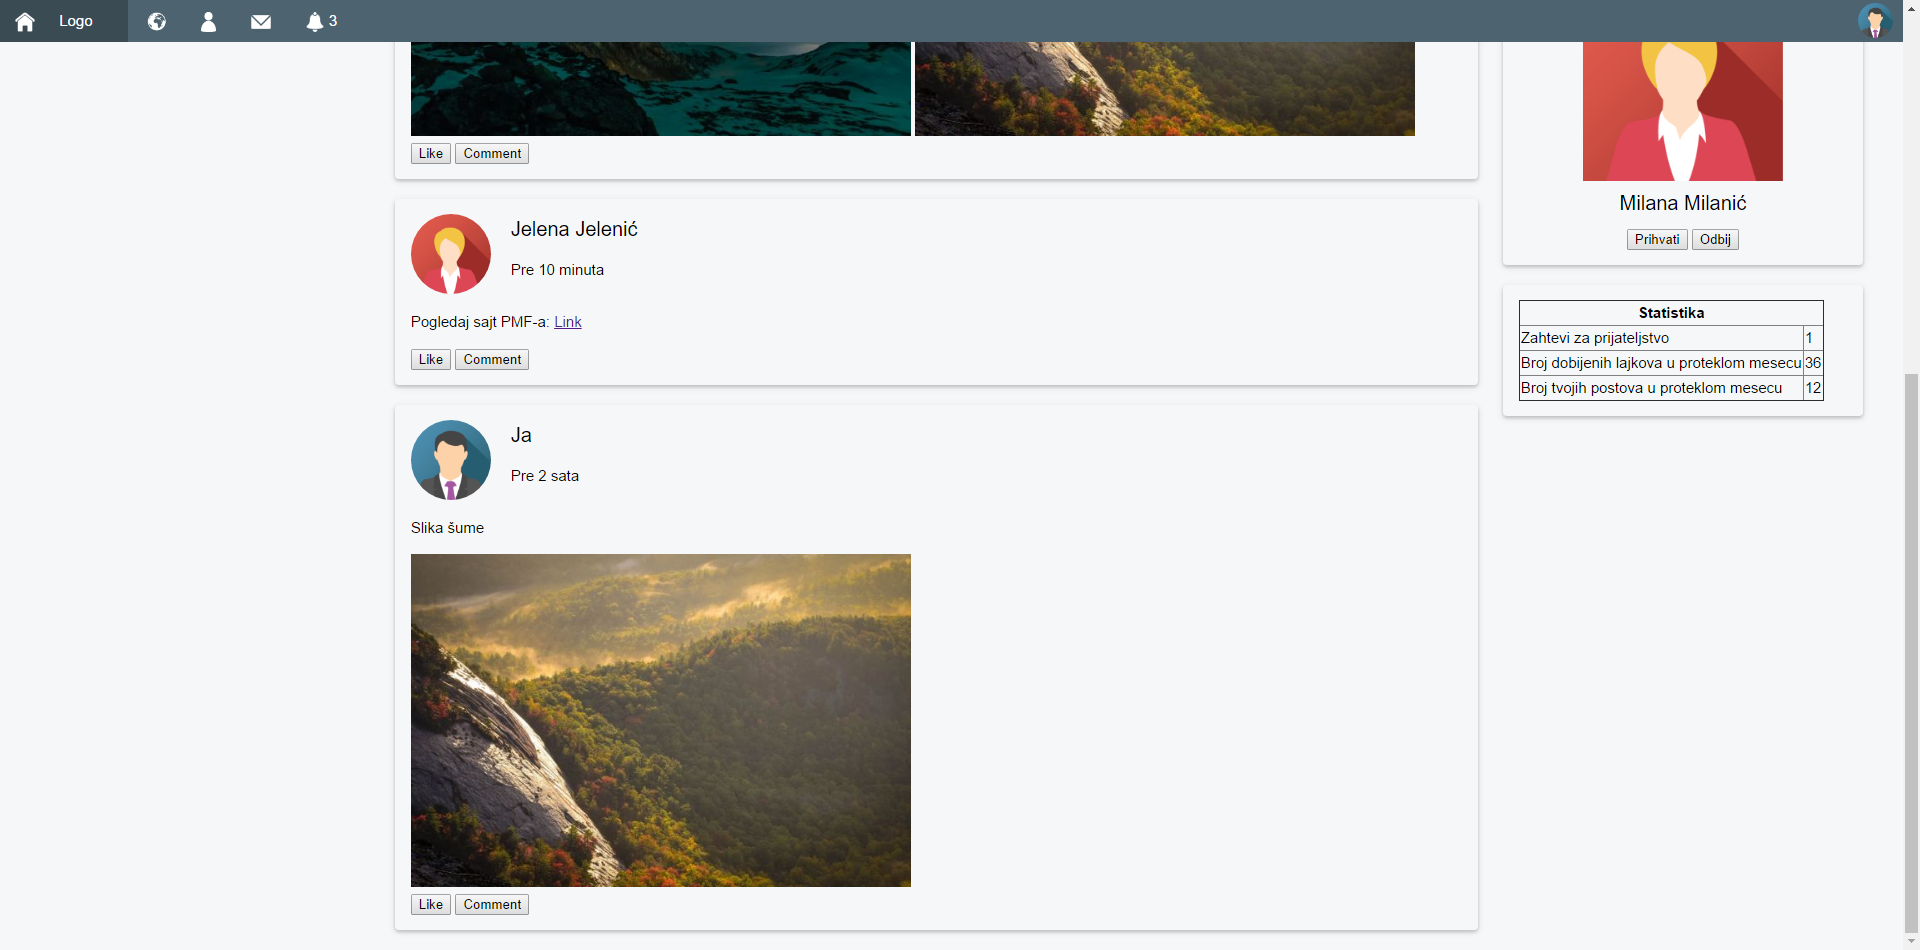 Logo
3
Like Comment
Jelena Jelenić
Pre 10 minuta
Pogledaj sajt PMF-a: Link
Like Comment
Ja
Pre 2 sata
Slika šume
Like Comment
Milana Milanić
Prihvati Odbij
Statistika
Zahtevi za prijateljstvo 1
Broj dobijenih lajkova u proteklom mesecu 36
Broj tvojih postova u proteklom mesecu 12